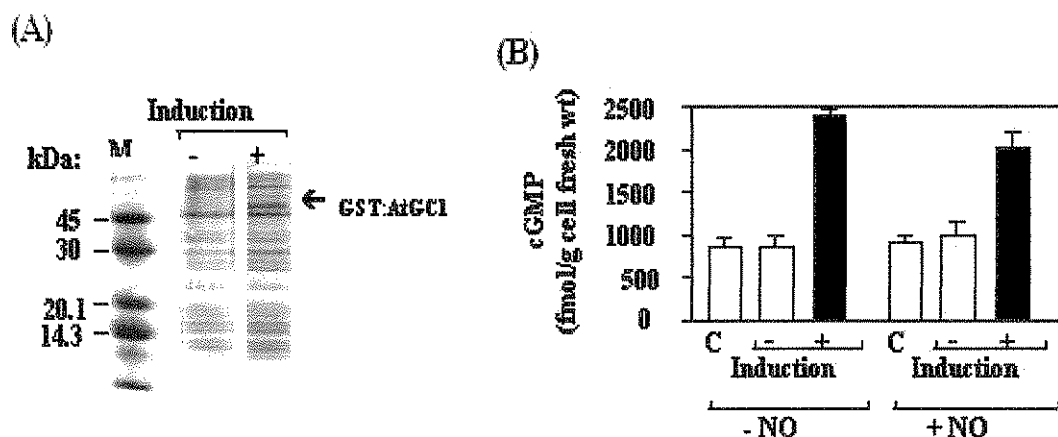 (A)
Induction
kDa: M - +
← GST:AtGC1
45
30
20.1
14.3
(B)
cGMP
(fmol/g cell fresh wt)
2500
2000
1500
1000
500
0
C - + C - +
Induction Induction
- NO + NO